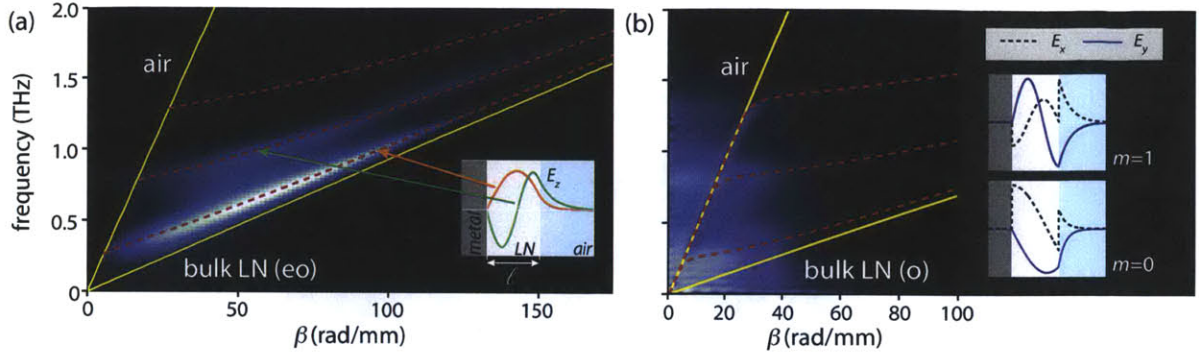 (a)
2.0
1.5
1.0
0.5
0
frequency (THz)
air
bulk LN (eo)
metal
LN
air
E_z
ℓ
0
50
100
150
β (rad/mm)
(b)
air
bulk LN (o)
0
20
40
60
80
100
β (rad/mm)
E_x
E_y
m=1
m=0